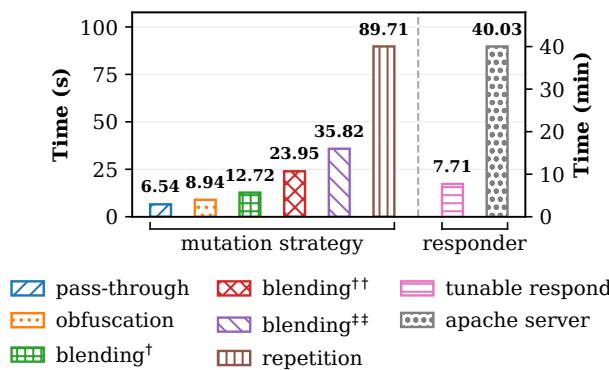 100
75
50
25
0
Time (s)
6.54
8.94
12.72
23.95
35.82
89.71
7.71
40.03
40
30
20
10
0
Time (min)
mutation strategy
responder
pass-through
obfuscation
blending†
blending††
blending‡‡
repetition
tunable respond
apache server